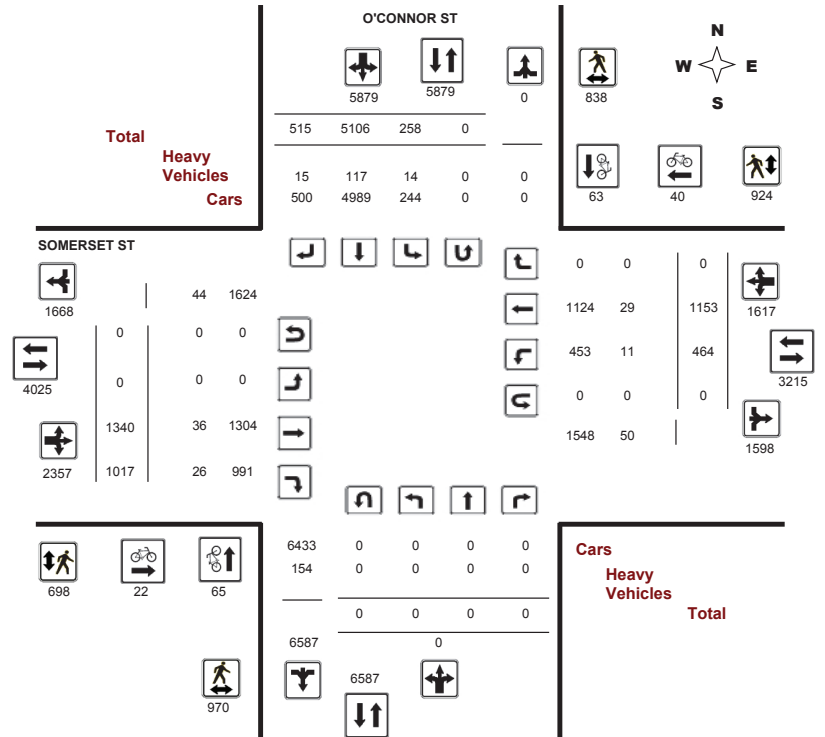 O'CONNOR ST
N
W E
S
5879 5879 0 838
Total 515 5106 258 0
Heavy
Vehicles 15 117 14 0 0
Cars 500 4989 244 0 0
63 40 924
SOMERSET ST
1668 44 1624
0 0 0
4025 0 0 0
1340 36 1304
2357 1017 26 991
0 0 0
1124 29 1153 1617
453 11 464
3215
0 0 0
1548 50 1598
698 22 65
970
6433 0 0 0
154 0 0 0
0 0 0 0
6587 0
6587
Cars
Heavy
Vehicles
Total